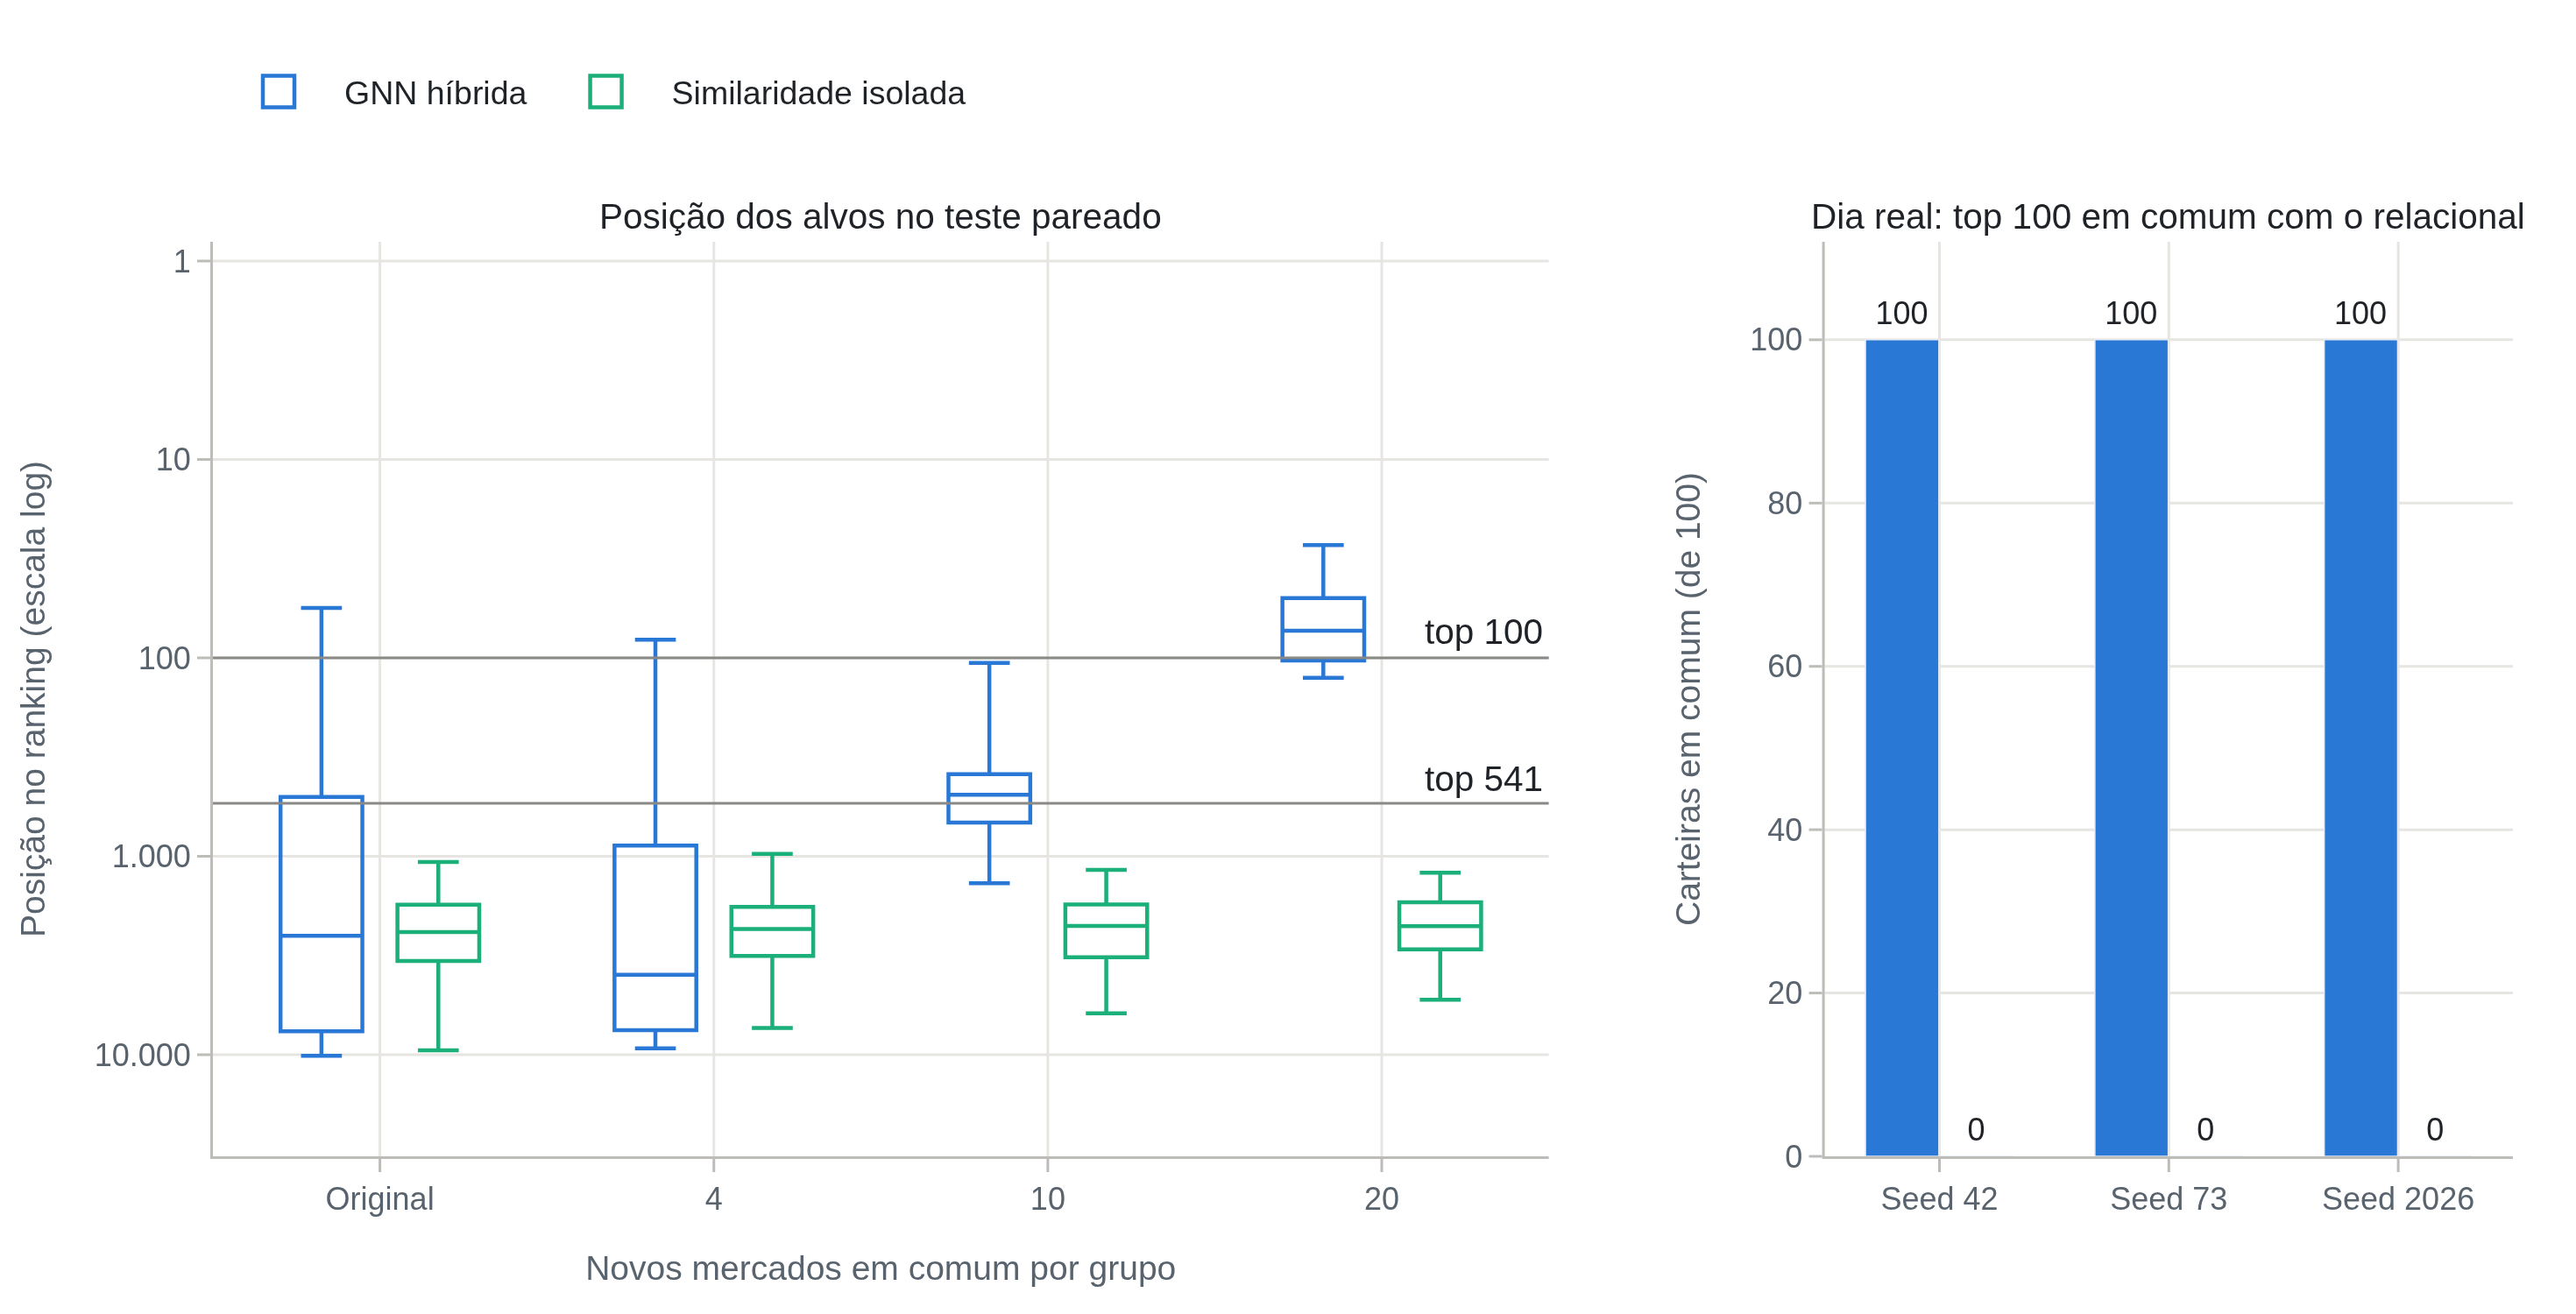 GNN híbrida
Similaridade isolada
Posição dos alvos no teste pareado
Posição no ranking (escala log)
1
10
100
1.000
10.000
top 100
top 541
Original
4
10
20
Novos mercados em comum por grupo
Dia real: top 100 em comum com o relacional
Carteiras em comum (de 100)
100
80
60
40
20
0
100
0
100
0
100
0
Seed 42
Seed 73
Seed 2026